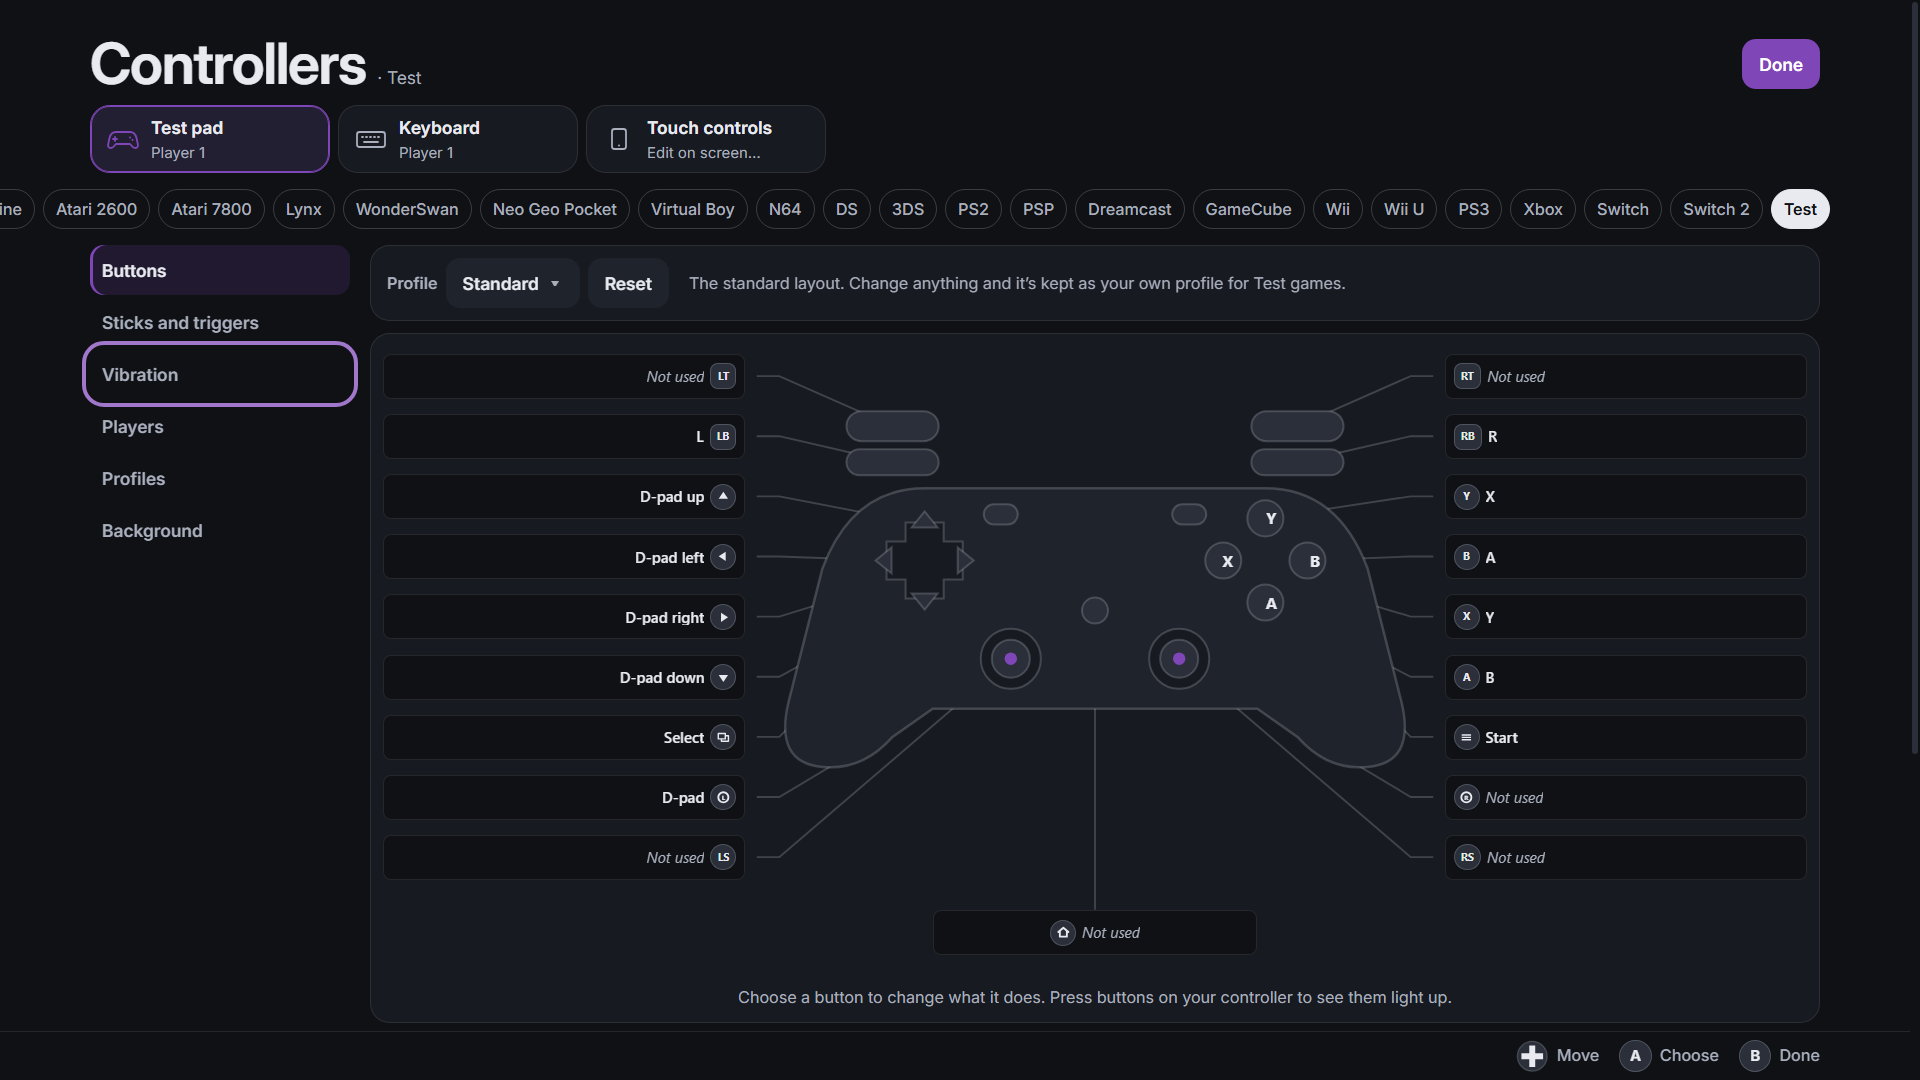 Controllers · Test
Done
Test pad
Player 1
Keyboard
Player 1
Touch controls
Edit on screen...
ine
Atari 2600
Atari 7800
Lynx
WonderSwan
Neo Geo Pocket
Virtual Boy
N64
DS
3DS
PS2
PSP
Dreamcast
GameCube
Wii
Wii U
PS3
Xbox
Switch
Switch 2
Test
Buttons
Sticks and triggers
Vibration
Players
Profiles
Background
Profile
Standard
Reset
The standard layout. Change anything and it’s kept as your own profile for Test games.
Not used LT
L LB
D-pad up
D-pad left
D-pad right
D-pad down
Select
D-pad L
Not used LS
Y
X
B
A
RT Not used
RB R
Y X
B A
X Y
A B
Start
R Not used
RS Not used
Not used
Choose a button to change what it does. Press buttons on your controller to see them light up.
Move
A Choose
B Done